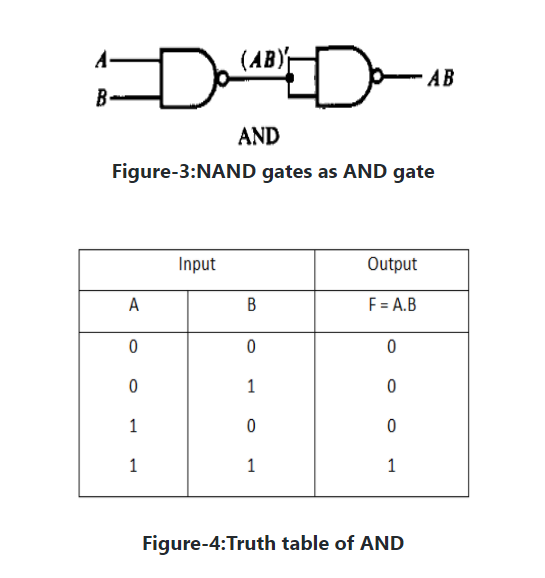 A (AB)'
B AB
AND
Figure-3:NAND gates as AND gate
Input Output
A B F = A.B
0 0 0
0 1 0
1 0 0
1 1 1
Figure-4:Truth table of AND